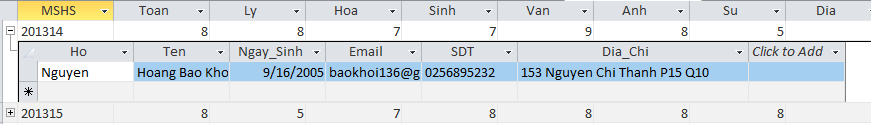 MSHS Toan Ly Hoa Sinh Van Anh Su Dia
201314 8 8 7 7 9 8 5
Ho Ten Ngay_Sinh Email SDT Dia_Chi Click to Add
Nguyen Hoang Bao Kho 9/16/2005 baokhoi136@g 0256895232 153 Nguyen Chi Thanh P15 Q10
201315 8 5 7 8 8 8 8